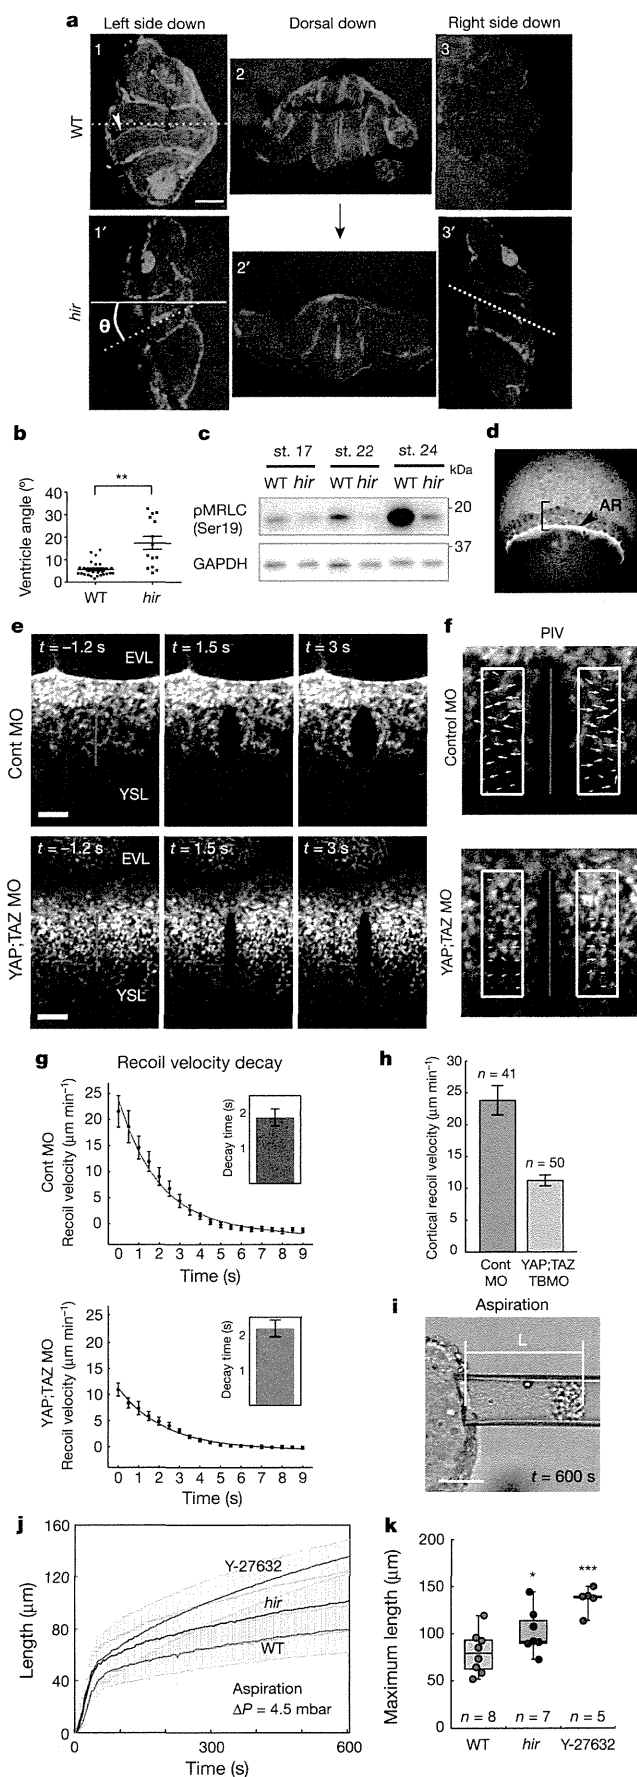 a
Left side down
Dorsal down
Right side down
WT
1
2
3
hir
1′
2′
3′
θ
b
**
Ventricle angle (º)
50
40
30
20
10
0
WT
hir
c
st. 17
st. 22
st. 24
WT hir
WT hir
WT hir
kDa
pMRLC
(Ser19)
20
37
GAPDH
d
AR
e
Cont MO
t = –1.2 s
EVL
t = 1.5 s
t = 3 s
YSL
YAP;TAZ MO
t = –1.2 s
EVL
t = 1.5 s
t = 3 s
YSL
f
PIV
Control MO
YAP;TAZ MO
g
Recoil velocity decay
Cont MO
Recoil velocity (µm min⁻¹)
25
20
15
10
5
0
Decay time (s)
2
1
0 1 2 3 4 5 6 7 8 9
Time (s)
YAP;TAZ MO
Recoil velocity (µm min⁻¹)
25
20
15
10
5
0
Decay time (s)
2
1
0 1 2 3 4 5 6 7 8 9
Time (s)
h
Cortical recoil velocity (µm min⁻¹)
30
25
20
15
10
5
0
n = 41
n = 50
Cont
MO
YAP;TAZ
TBMO
i
Aspiration
L
t = 600 s
j
Length (µm)
160
120
80
40
0
Y-27632
hir
WT
Aspiration
ΔP = 4.5 mbar
0
300
600
Time (s)
k
Maximum length (µm)
200
150
100
50
0
*
***
n = 8
n = 7
n = 5
WT
hir
Y-27632